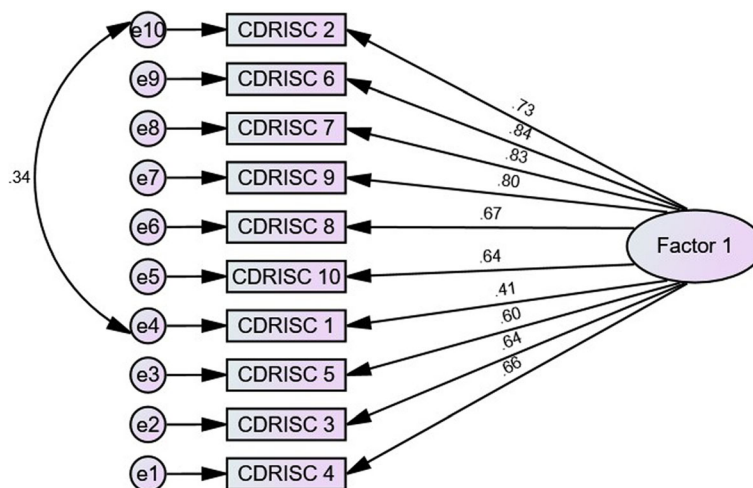 e10 CDRISC 2
.73
e9 CDRISC 6
.84
e8 CDRISC 7
.83
e7 CDRISC 9
.80
.34
e6 CDRISC 8
.67
Factor 1
e5 CDRISC 10
.64
e4 CDRISC 1
.41
e3 CDRISC 5
.60
e2 CDRISC 3
.64
e1 CDRISC 4
.66